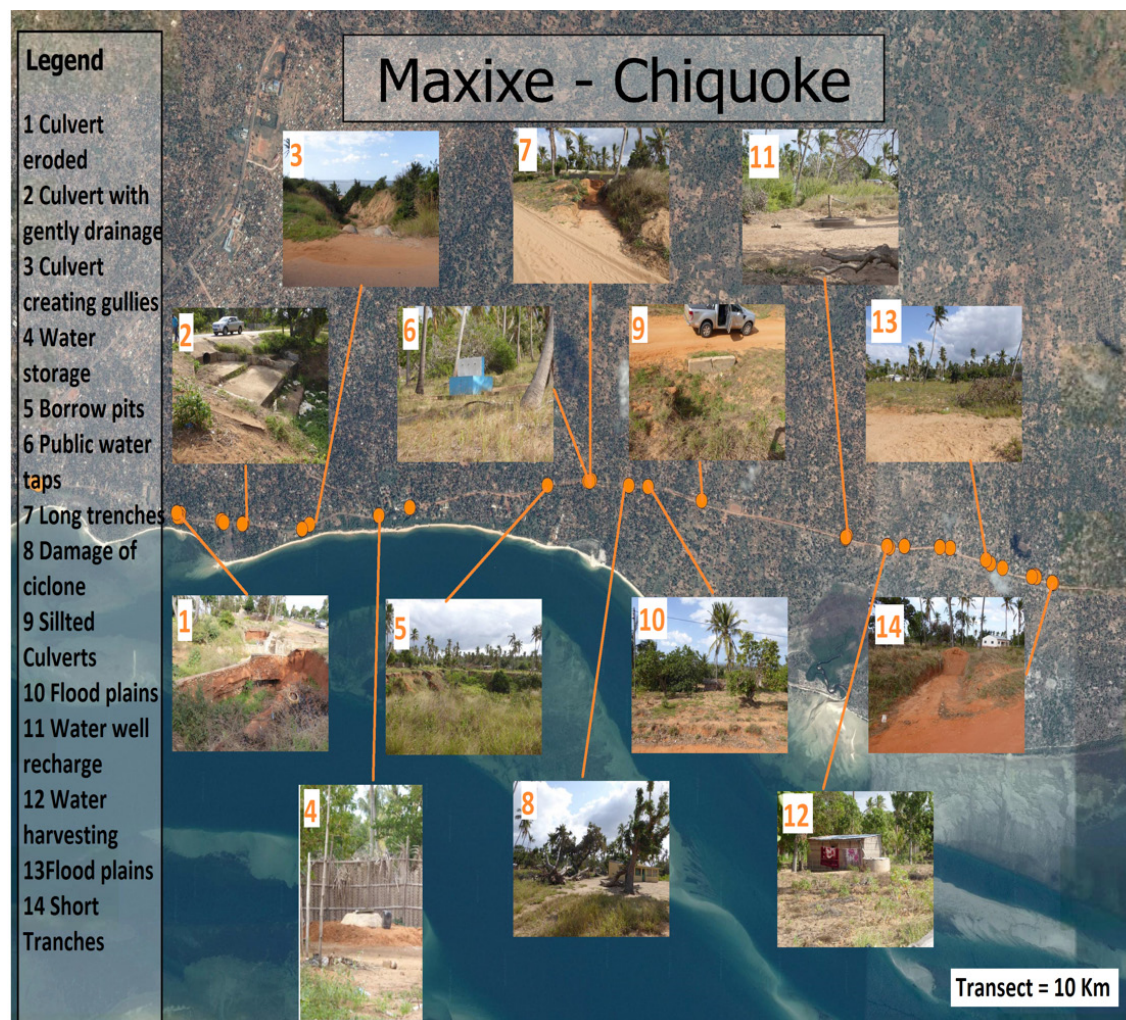 Maxixe - Chiquoke
Legend
1 Culvert
eroded
2 Culvert with
gently drainage
3 Culvert
creating gullies
4 Water
storage
5 Borrow pits
6 Public water
taps
7 Long trenches
8 Damage of
ciclone
9 Sillted
Culverts
10 Flood plains
11 Water well
recharge
12 Water
harvesting
13Flood plains
14 Short
Tranches
3
7
11
2
6
9
13
1
5
10
14
4
8
12
Transect = 10 Km